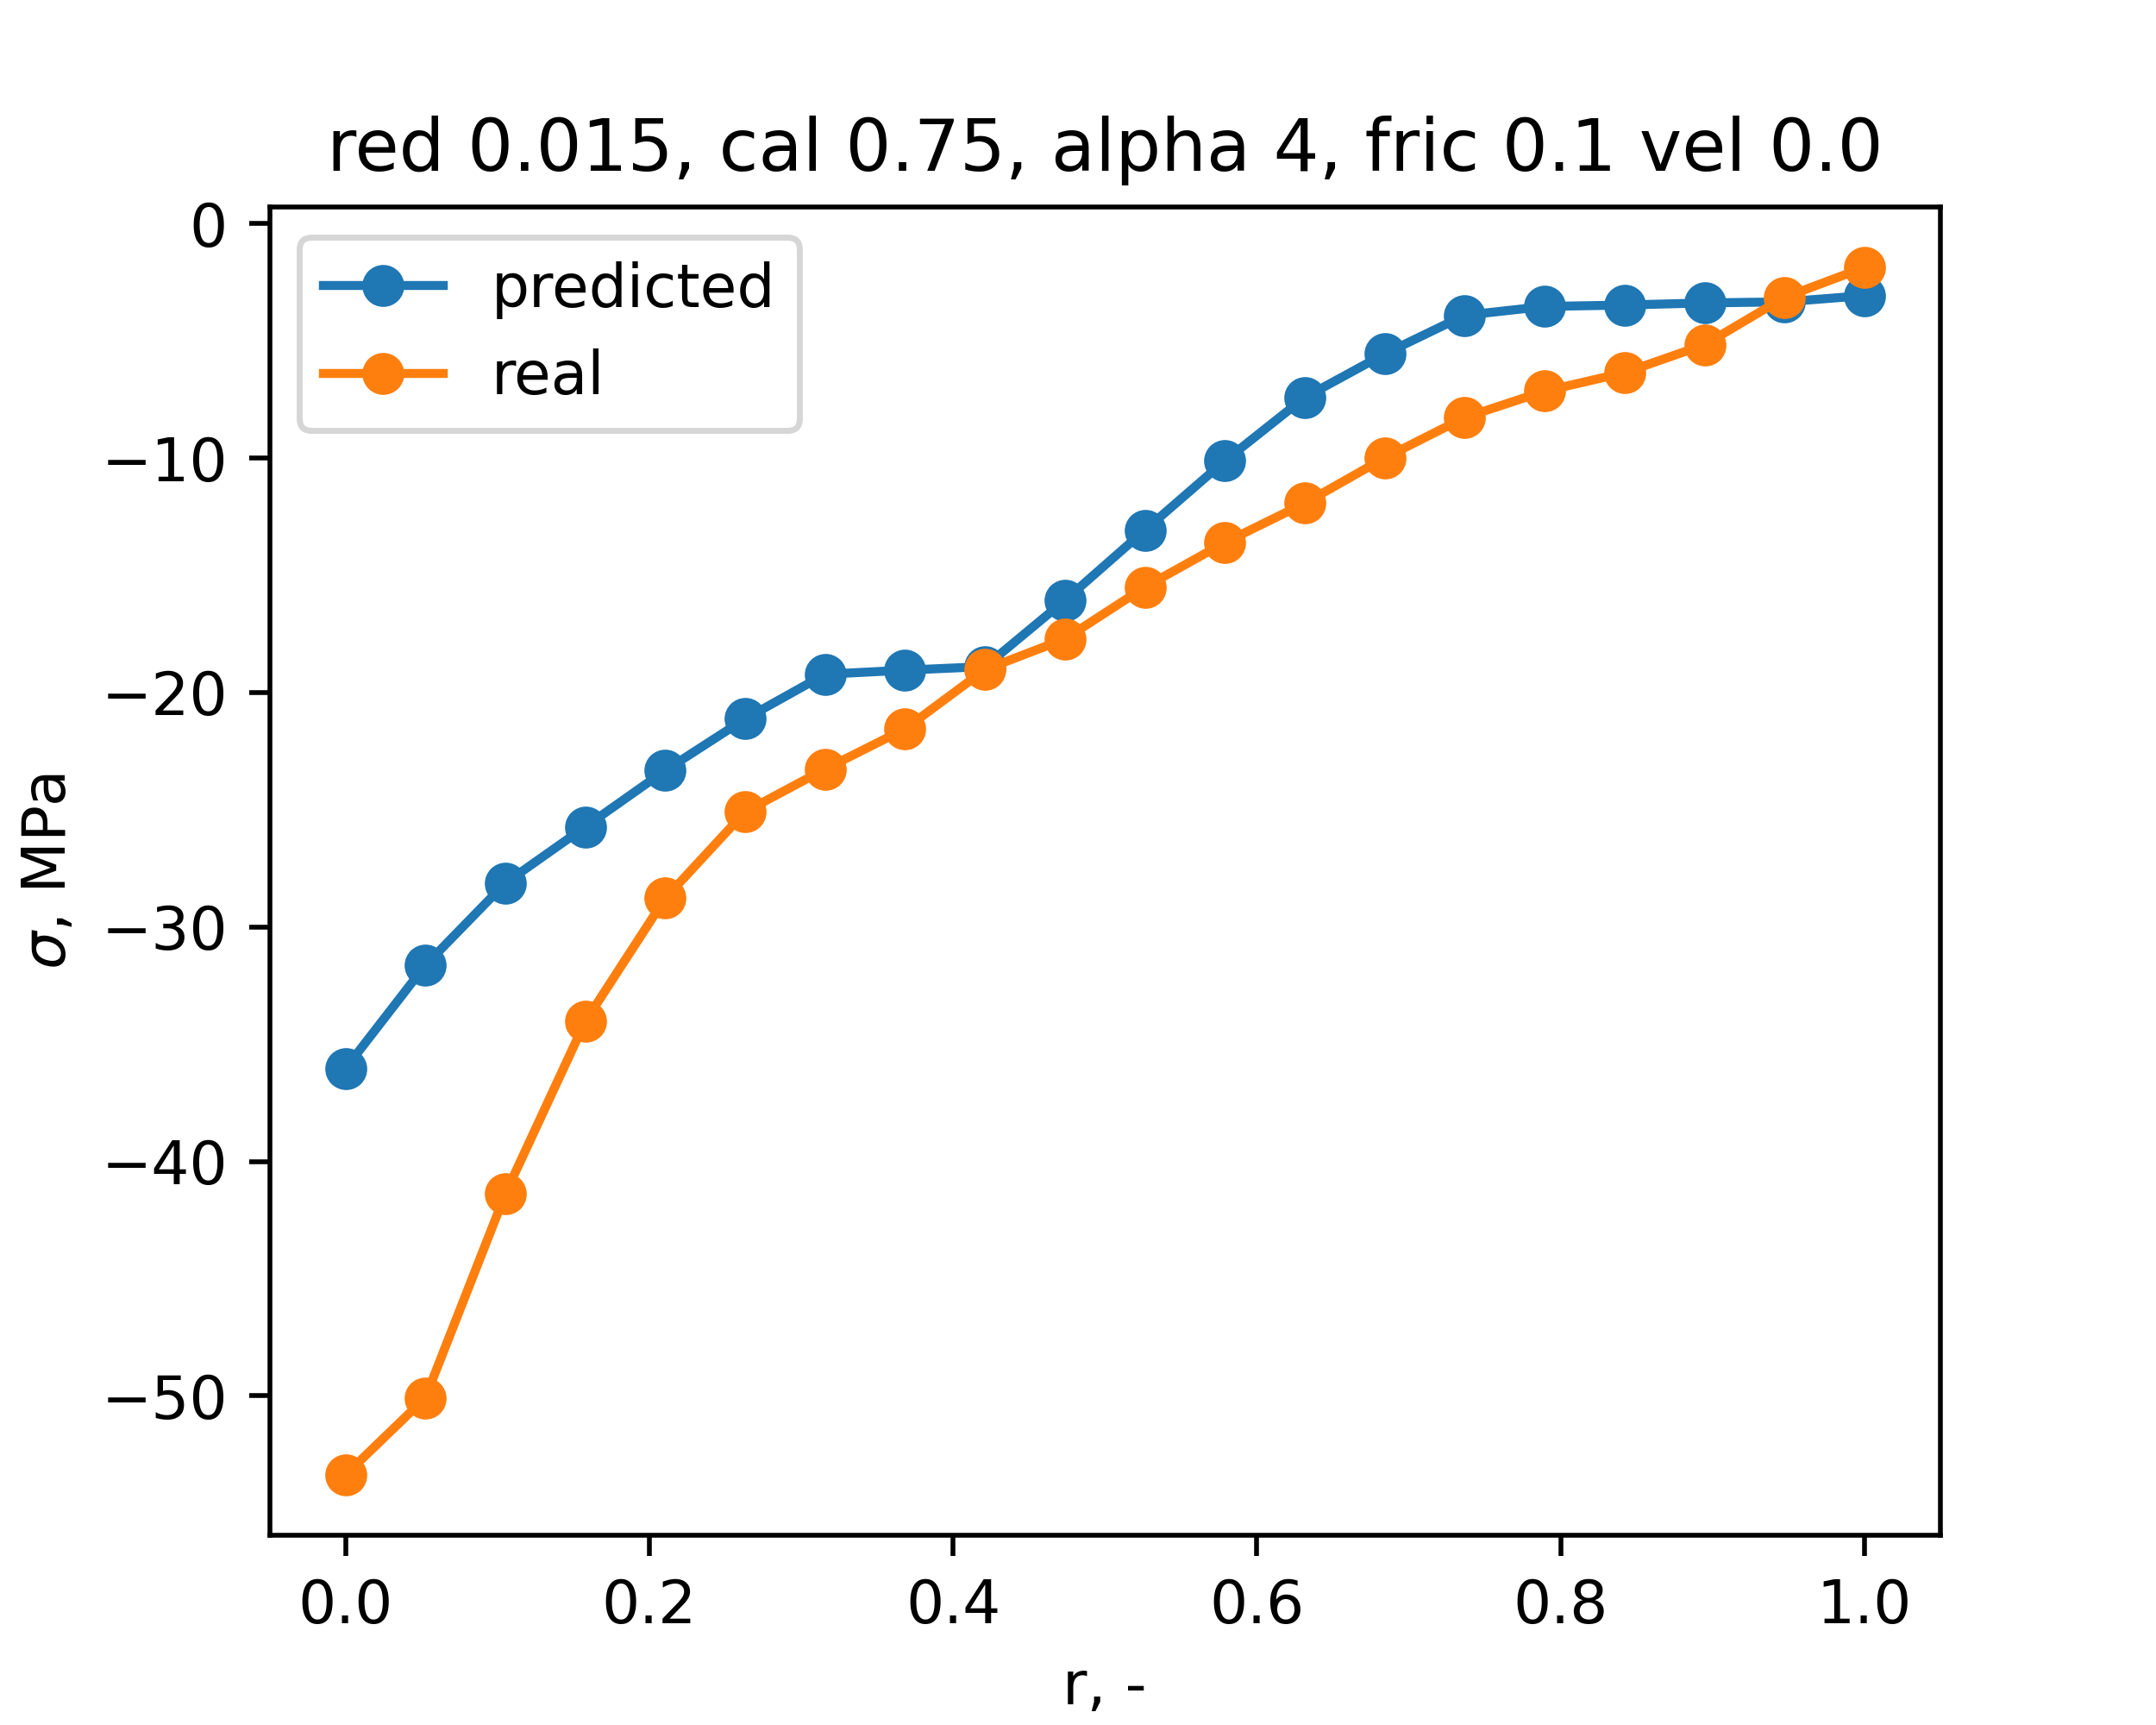 red 0.015, cal 0.75, alpha 4, fric 0.1 vel 0.0
predicted
real
0
−10
−20
−30
−40
−50
σ, MPa
0.0 0.2 0.4 0.6 0.8 1.0
r, -